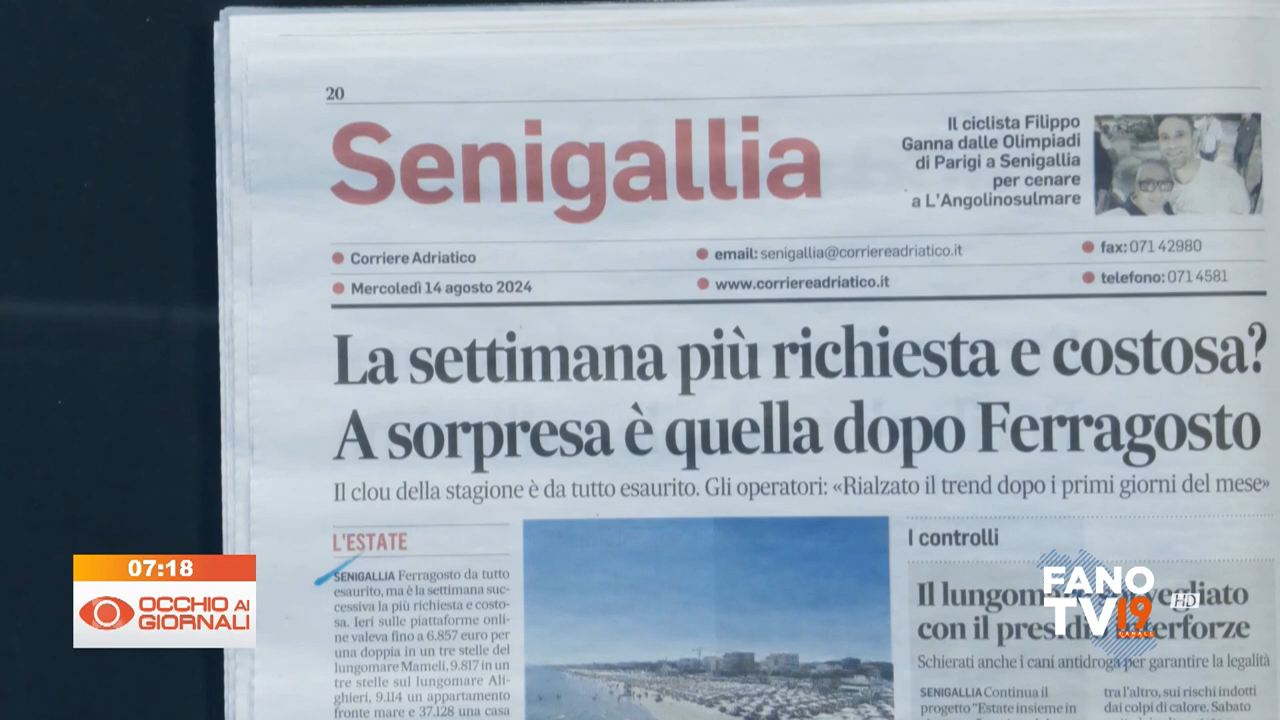 20
Senigallia
Il ciclista Filippo
Ganna dalle Olimpiadi
di Parigi a Senigallia
per cenare
a L'Angolinosulmare
Corriere Adriatico
email: senigallia@corriereadriatico.it
fax: 071 42980
Mercoledì 14 agosto 2024
www.corriereadriatico.it
telefono: 071 4581
La settimana più richiesta e costosa?
A sorpresa è quella dopo Ferragosto
Il clou della stagione è da tutto esaurito. Gli operatori: «Rialzato il trend dopo i primi giorni del mese»
L'ESTATE
SENIGALLIA Ferragosto da tutto
esaurito, ma è la settimana suc-
cessiva la più richiesta e costo-
sa. Ieri sulle piattaforme onli-
ne valeva fino a 6.857 euro per
una doppia in un tre stelle del
lungomare Mameli, 9.817 in un
tre stelle sul lungomare Ali-
ghieri, 9.114 un appartamento
fronte mare e 37.128 una casa
I controlli
Il
con il interforze
Schierati anche i cani antidroga per garantire la legalità
SENIGALLIA Continua il
progetto "Estate insieme in
tra l'altro, sui rischi indotti
dai colpi di calore. Sabato
07:18
OCCHIO AI
GIORNALI
FANO
TV 19
HD
CANALE